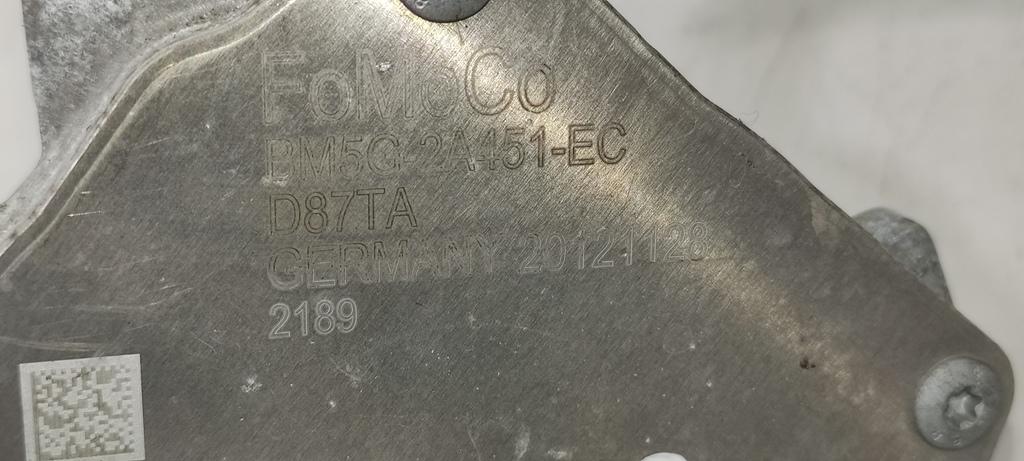 FoMoCo
BM5G-2A451-EC
D87TA
GERMANY 20121128
2189